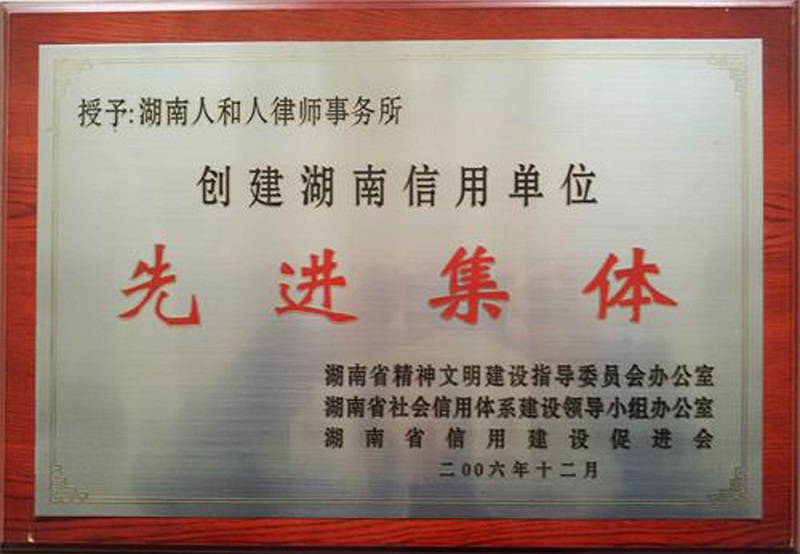 授予:湖南人和人律师事务所
创建湖南信用单位
先进集体
湖南省精神文明建设指导委员会办公室
湖南省社会信用体系建设领导小组办公室
湖南省信用建设促进会
二00六年十二月